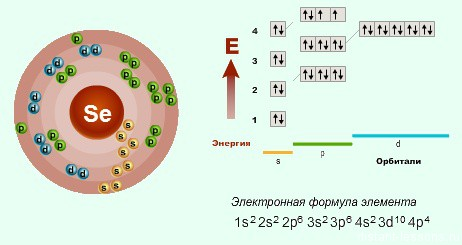 Se
p p p p p p p p p p p p p p p p
d d d d d d d d d d
s s s s s s s s
E
4
3
2
1
Энергия
s
p
d
Орбитали
Электронная формула элемента
1s² 2s² 2p⁶ 3s² 3p⁶ 4s² 3d¹⁰ 4p⁴